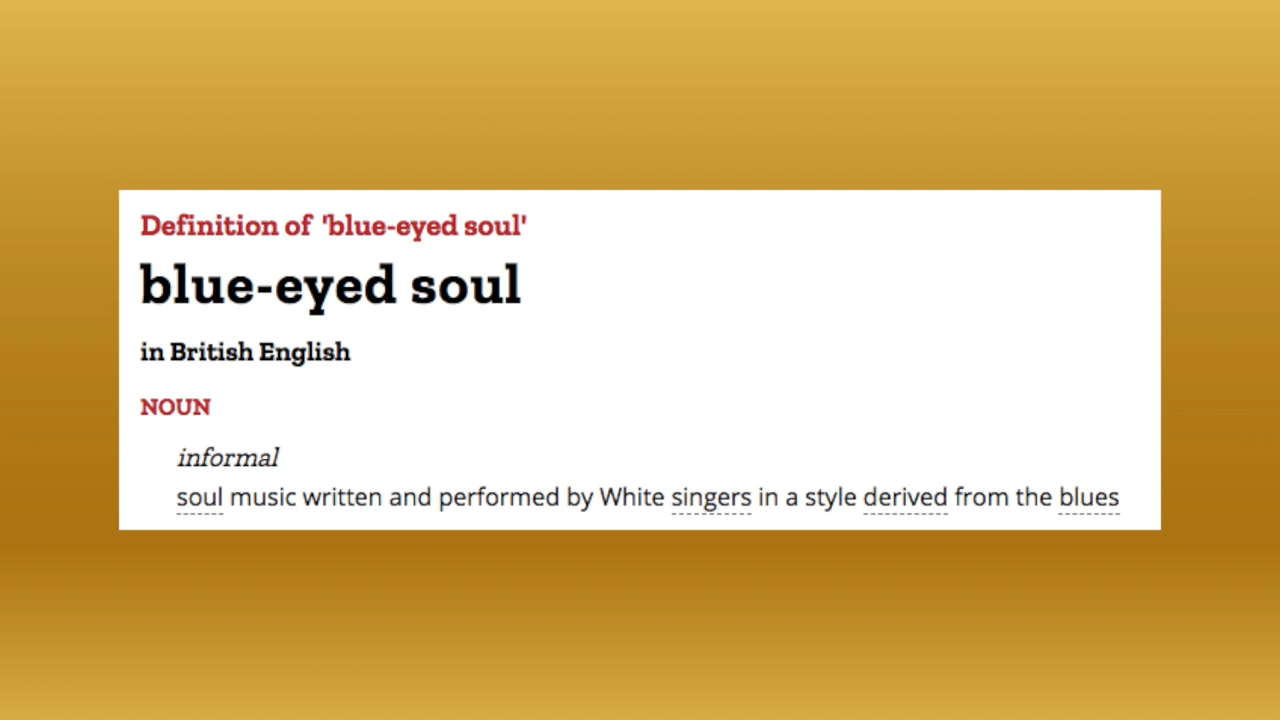 Definition of 'blue-eyed soul'
blue-eyed soul
in British English
NOUN
informal
soul music written and performed by White singers in a style derived from the blues